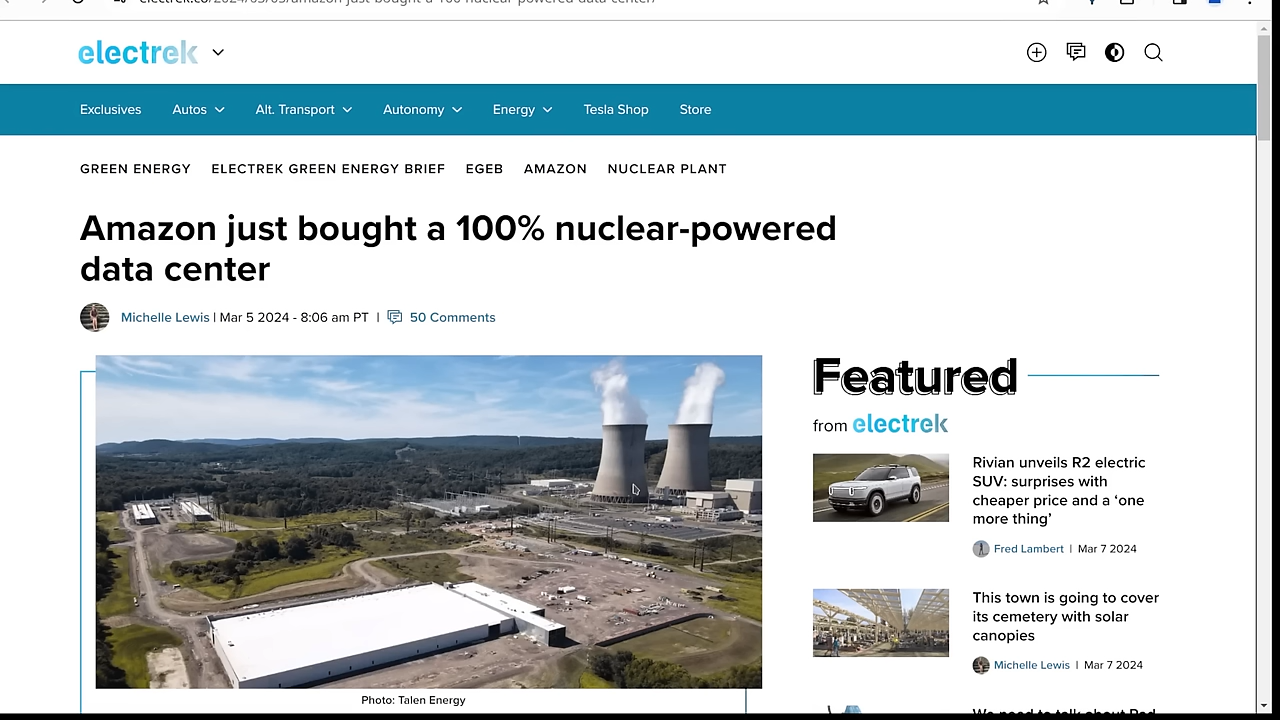 electrek
Exclusives Autos Alt. Transport Autonomy Energy Tesla Shop Store
GREEN ENERGY ELECTREK GREEN ENERGY BRIEF EGEB AMAZON NUCLEAR PLANT
Amazon just bought a 100% nuclear-powered
data center
Michelle Lewis | Mar 5 2024 - 8:06 am PT | 50 Comments
Photo: Talen Energy
Featured
from electrek
Rivian unveils R2 electric
SUV: surprises with
cheaper price and a ‘one
more thing’
Fred Lambert | Mar 7 2024
This town is going to cover
its cemetery with solar
canopies
Michelle Lewis | Mar 7 2024